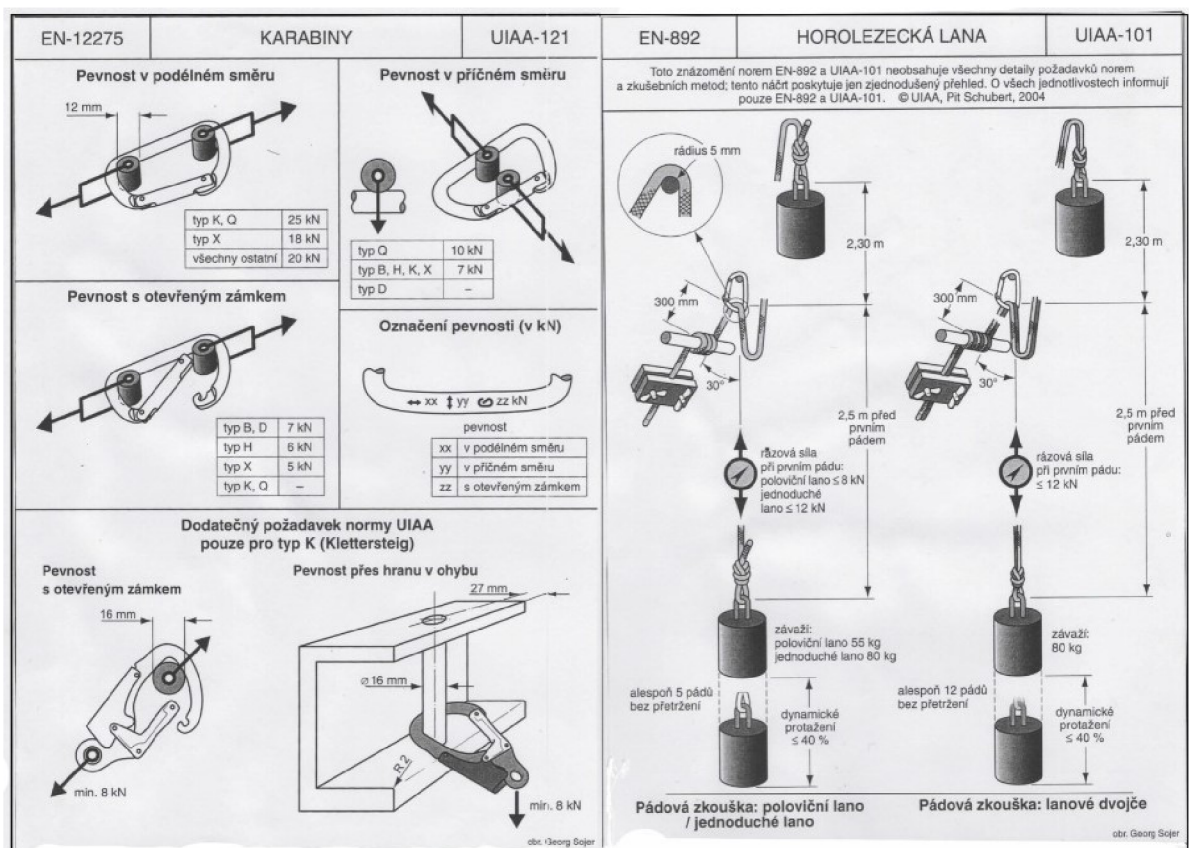 EN-12275
KARABINY
UIAA-121
Pevnost v podélném směru
12 mm
typ K, Q 25 kN
typ X 18 kN
všechny ostatní 20 kN
Pevnost v příčném směru
typ Q 10 kN
typ B, H, K, X 7 kN
typ D –
Pevnost s otevřeným zámkem
typ B, D 7 kN
typ H 6 kN
typ X 5 kN
typ K, Q –
Označení pevnosti (v kN)
↔ xx ↕ yy zz kN
pevnost
xx v podélném směru
yy v příčném směru
zz s otevřeným zámkem
Dodatečný požadavek normy UIAA
pouze pro typ K (Klettersteig)
Pevnost
s otevřeným zámkem
16 mm
min. 8 kN
Pevnost přes hranu v ohybu
27 mm
⌀ 16 mm
R 2
min. 8 kN
obr. Georg Sojer
EN-892
HOROLEZECKÁ LANA
UIAA-101
Toto znázornění norem EN-892 a UIAA-101 neobsahuje všechny detaily požadavků norem
a zkušebních metod; tento náčrt poskytuje jen zjednodušený přehled. O všech jednotlivostech informují
pouze EN-892 a UIAA-101. © UIAA, Pit Schubert, 2004
rádius 5 mm
2,30 m
300 mm
30°
2,5 m před
prvním
pádem
rázová síla
při prvním pádu:
poloviční lano ≤ 8 kN
jednoduché
lano ≤ 12 kN
závaží:
poloviční lano 55 kg
jednoduché lano 80 kg
alespoň 5 pádů
bez přetržení
dynamické
protažení
≤ 40 %
Pádová zkouška: poloviční lano
/ jednoduché lano
2,30 m
300 mm
30°
2,5 m před
prvním
pádem
rázová síla
při prvním pádu:
≤ 12 kN
závaží:
80 kg
alespoň 12 pádů
bez přetržení
dynamické
protažení
≤ 40 %
Pádová zkouška: lanové dvojče
obr. Georg Sojer